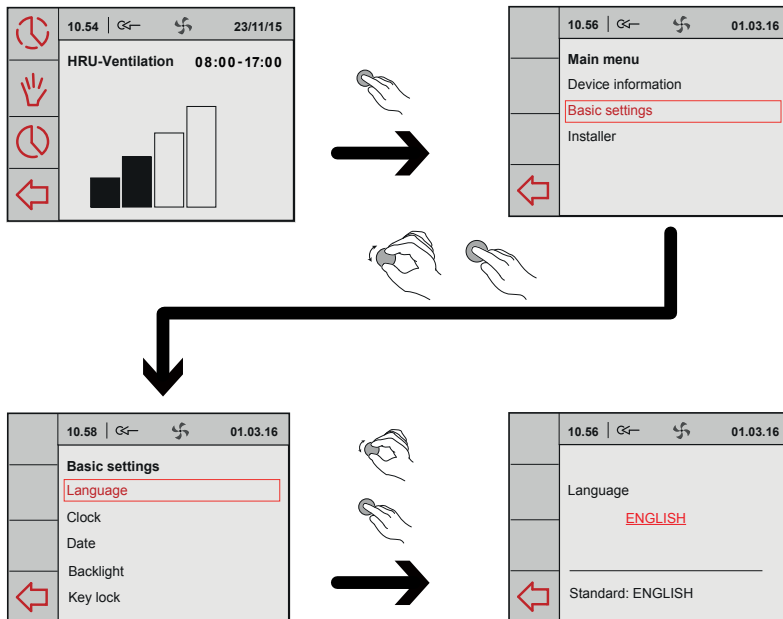 10.54 23/11/15
HRU-Ventilation 08:00-17:00
10.56 01.03.16
Main menu
Device information
Basic settings
Installer
10.58 01.03.16
Basic settings
Language
Clock
Date
Backlight
Key lock
10.56 01.03.16
Language
ENGLISH
Standard: ENGLISH